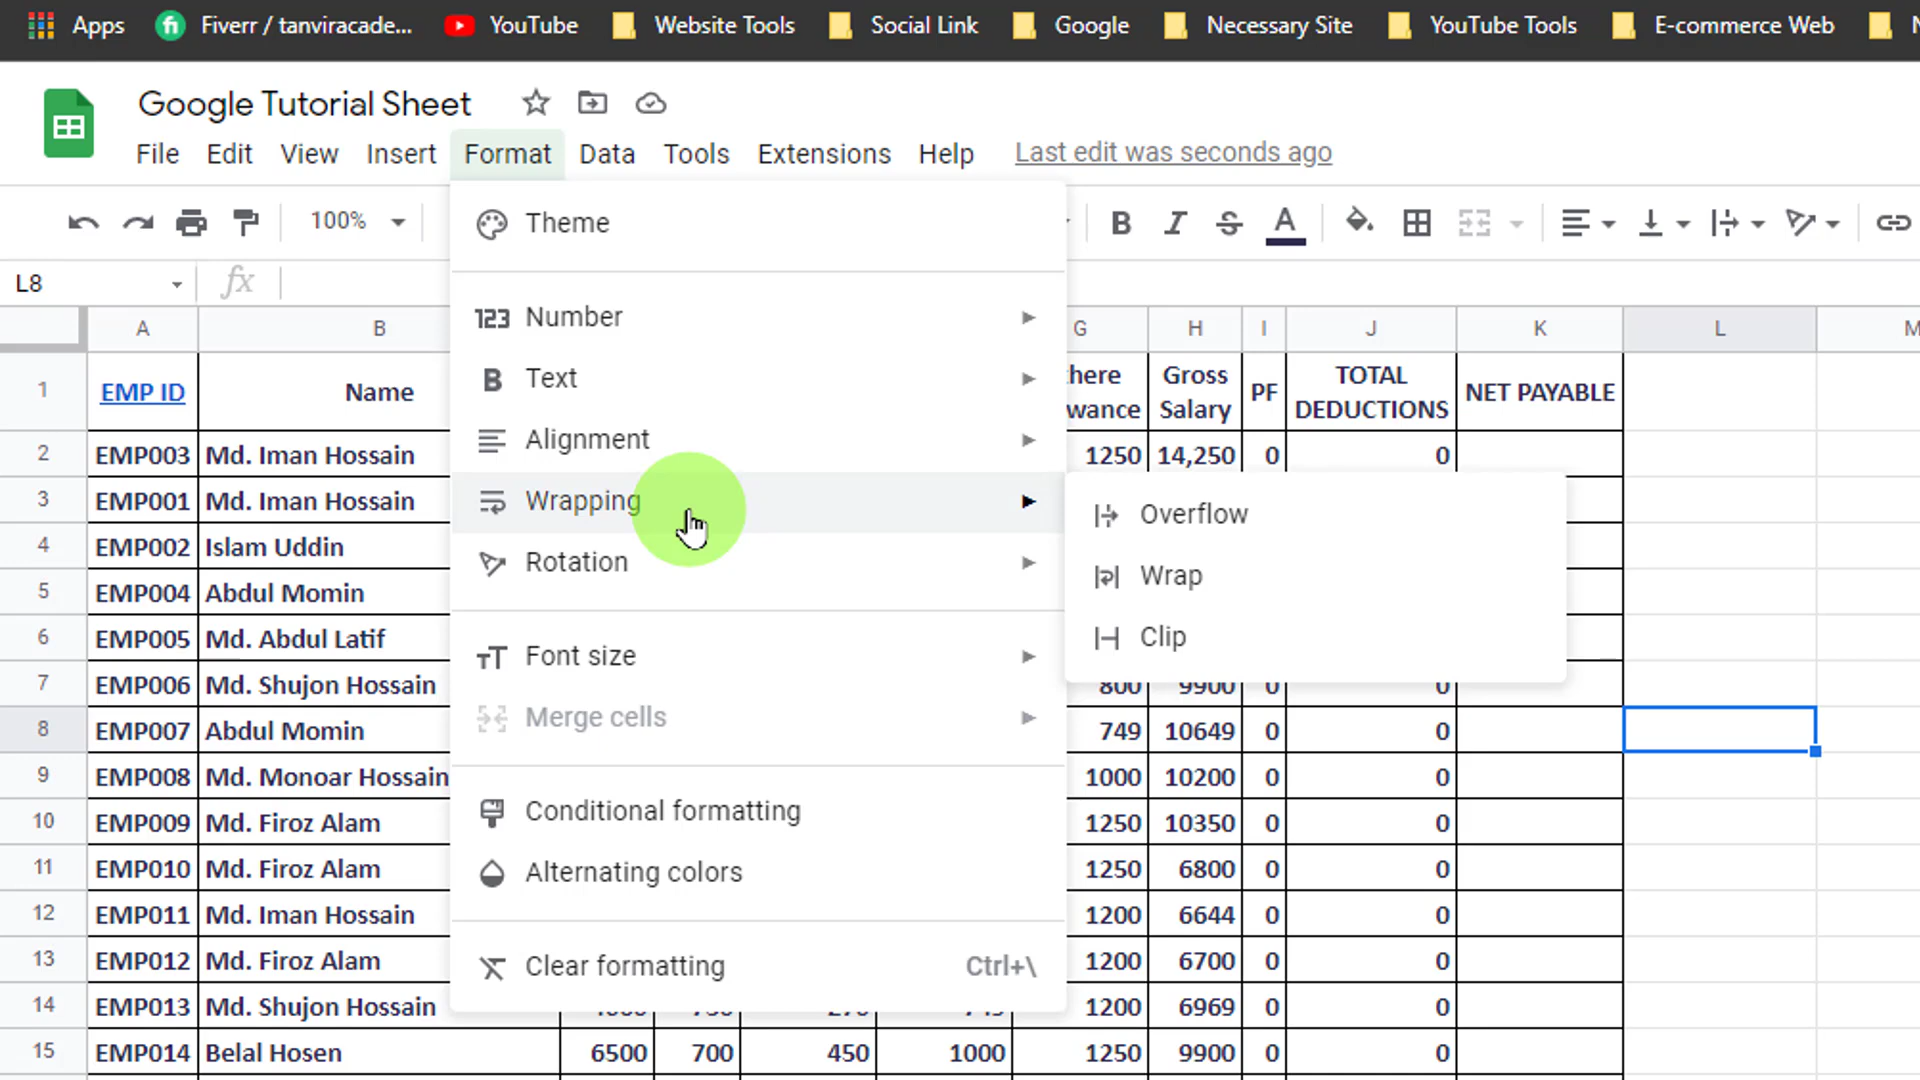 Apps Fiverr / tanviracade... YouTube Website Tools Social Link Google Necessary Site YouTube Tools E-commerce Web
Google Tutorial Sheet
File Edit View Insert Format Data Tools Extensions Help Last edit was seconds ago
100% B I S A
L8 fx
A B G H I J K L M
Theme
123 Number
B Text
Alignment
Wrapping
Rotation
Font size
Merge cells
Conditional formatting
Alternating colors
Clear formatting Ctrl+\
Overflow
Wrap
Clip
1 EMP ID Name here wance Gross Salary PF TOTAL DEDUCTIONS NET PAYABLE
2 EMP003 Md. Iman Hossain 1250 14,250 0 0
3 EMP001 Md. Iman Hossain
4 EMP002 Islam Uddin
5 EMP004 Abdul Momin
6 EMP005 Md. Abdul Latif
7 EMP006 Md. Shujon Hossain 800 9900 0 0
8 EMP007 Abdul Momin 749 10649 0 0
9 EMP008 Md. Monoar Hossain 1000 10200 0 0
10 EMP009 Md. Firoz Alam 1250 10350 0 0
11 EMP010 Md. Firoz Alam 1250 6800 0 0
12 EMP011 Md. Iman Hossain 1200 6644 0 0
13 EMP012 Md. Firoz Alam 1200 6700 0 0
14 EMP013 Md. Shujon Hossain 1200 6969 0 0
15 EMP014 Belal Hosen 6500 700 450 1000 1250 9900 0 0